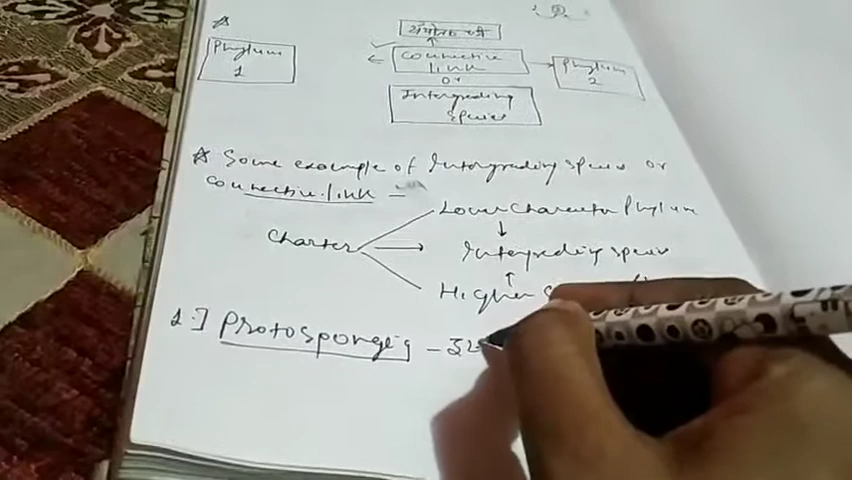 संयोजक कड़ी
Phylum 1
Connective link
Phylum 2
or
Intergrading Species
Some example of Intergrading species or
Connective link -
Lower Character Phylum
Charter
Intergrading species
Higher
1.] Protospongia -